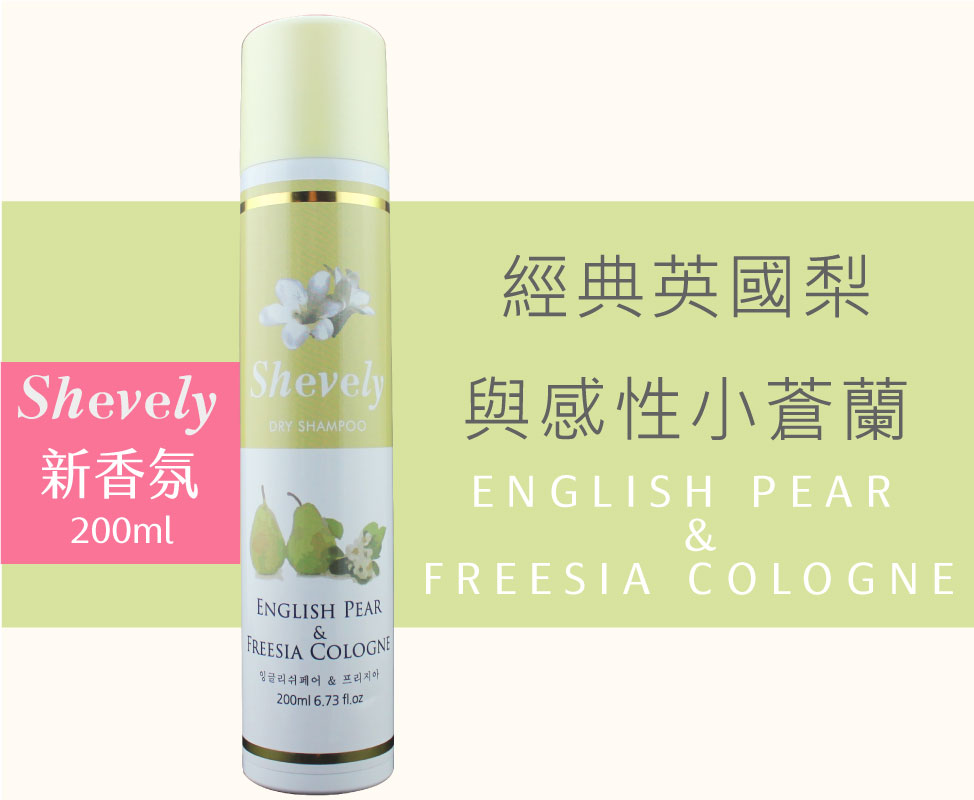 Shevely
新香氛
200ml
Shevely
DRY SHAMPOO
ENGLISH PEAR
&
FREESIA COLOGNE
잉글리쉬페어 & 프리지아
200ml 6.73 fl.oz
經典英國梨
與感性小蒼蘭
ENGLISH PEAR
&
FREESIA COLOGNE